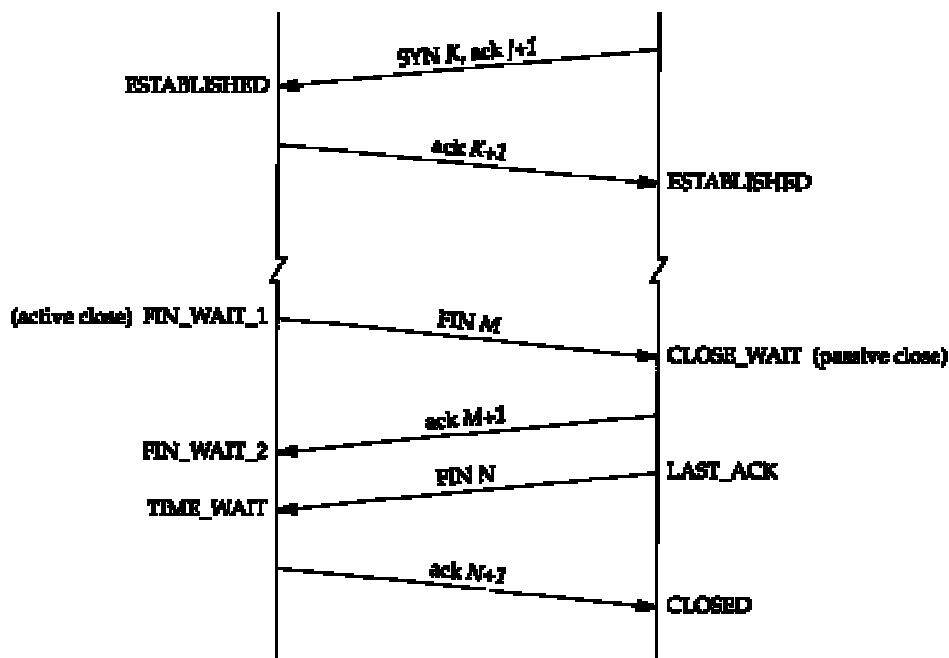 SYN K, ack J+1
ESTABLISHED
ack K+1
ESTABLISHED
(active close) FIN_WAIT_1
FIN M
CLOSE_WAIT (passive close)
ack M+1
FIN_WAIT_2
FIN N
LAST_ACK
TIME_WAIT
ack N+1
CLOSED